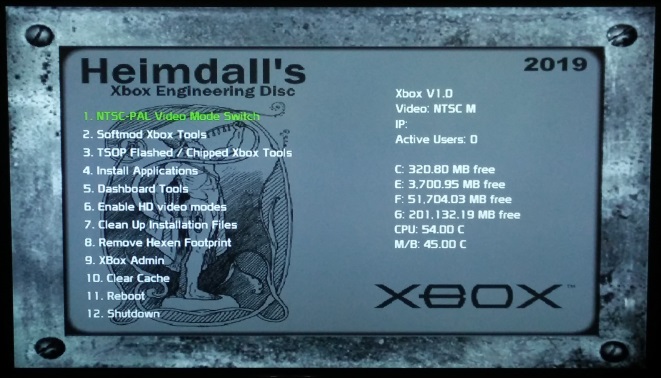 Heimdall's
Xbox Engineering Disc
2019
1. NTSC-PAL Video Mode Switch
2. Softmod Xbox Tools
3. TSOP Flashed / Chipped Xbox Tools
4. Install Applications
5. Dashboard Tools
6. Enable HD video modes
7. Clean Up Installation Files
8. Remove Hexen Footprint
9. XBox Admin
10. Clear Cache
11. Reboot
12. Shutdown
Xbox V1.0
Video: NTSC M
IP:
Active Users: 0
C: 320.80 MB free
E: 3,700.95 MB free
F: 51,704.03 MB free
G: 201,132.19 MB free
CPU: 54.00 C
M/B: 45.00 C
XBOX™